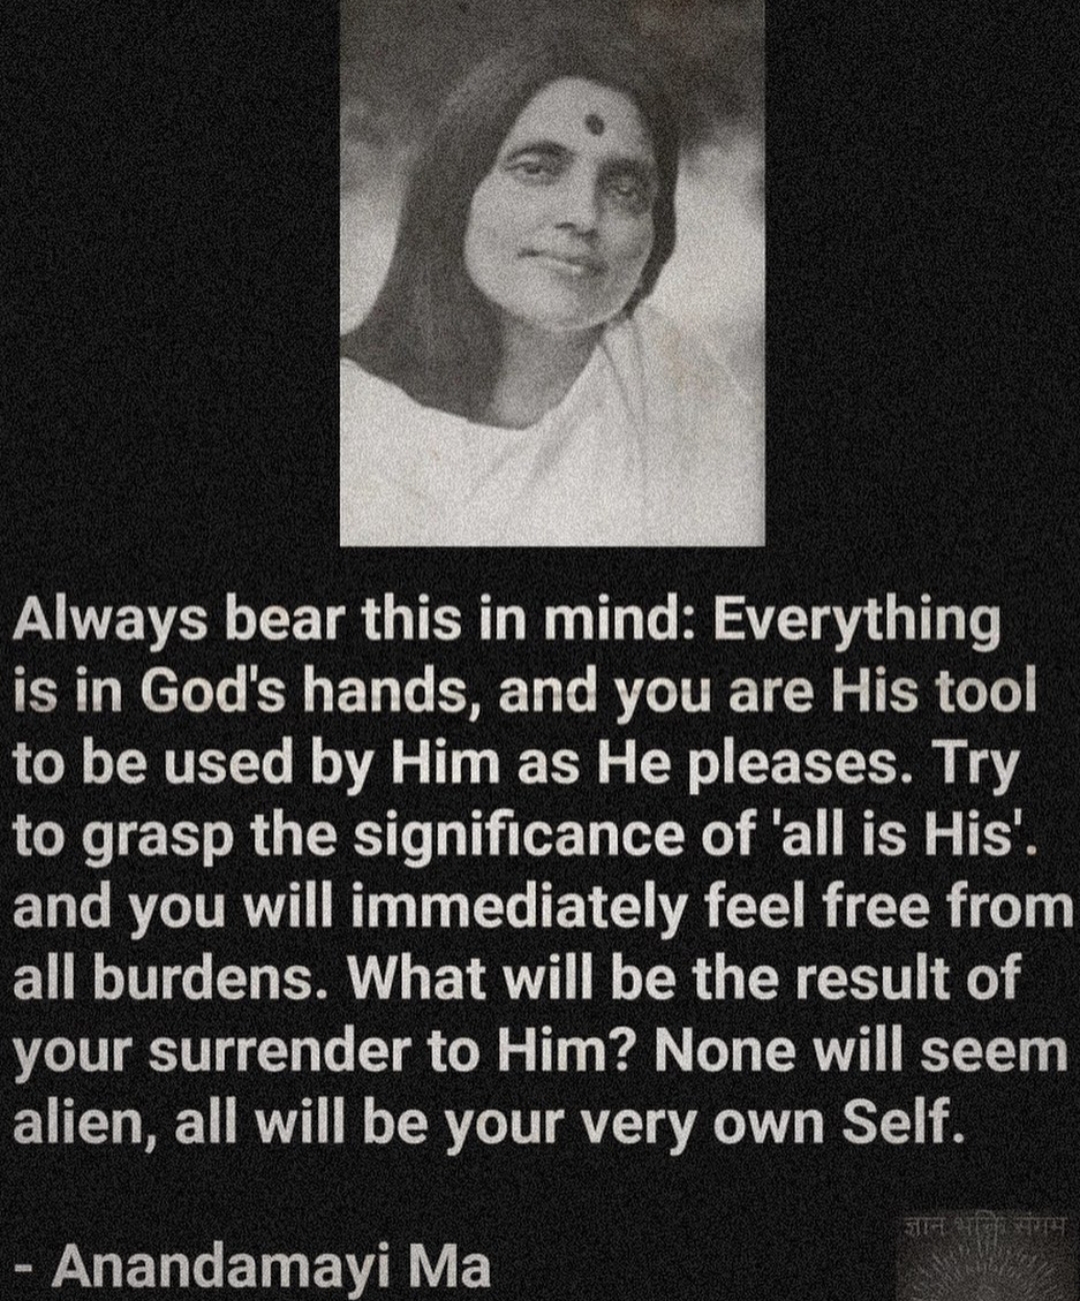 Always bear this in mind: Everything
is in God's hands, and you are His tool
to be used by Him as He pleases. Try
to grasp the significance of 'all is His'.
and you will immediately feel free from
all burdens. What will be the result of
your surrender to Him? None will seem
alien, all will be your very own Self.
- Anandamayi Ma
ज्ञान भक्ति संगम